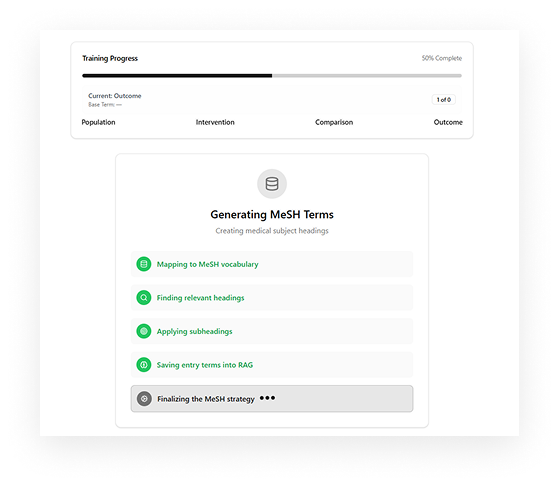 Training Progress 50% Complete
Current: Outcome
Base Term: —
1 of 0
Population Intervention Comparison Outcome
Generating MeSH Terms
Creating medical subject headings
Mapping to MeSH vocabulary
Finding relevant headings
Applying subheadings
Saving entry terms into RAG
Finalizing the MeSH strategy